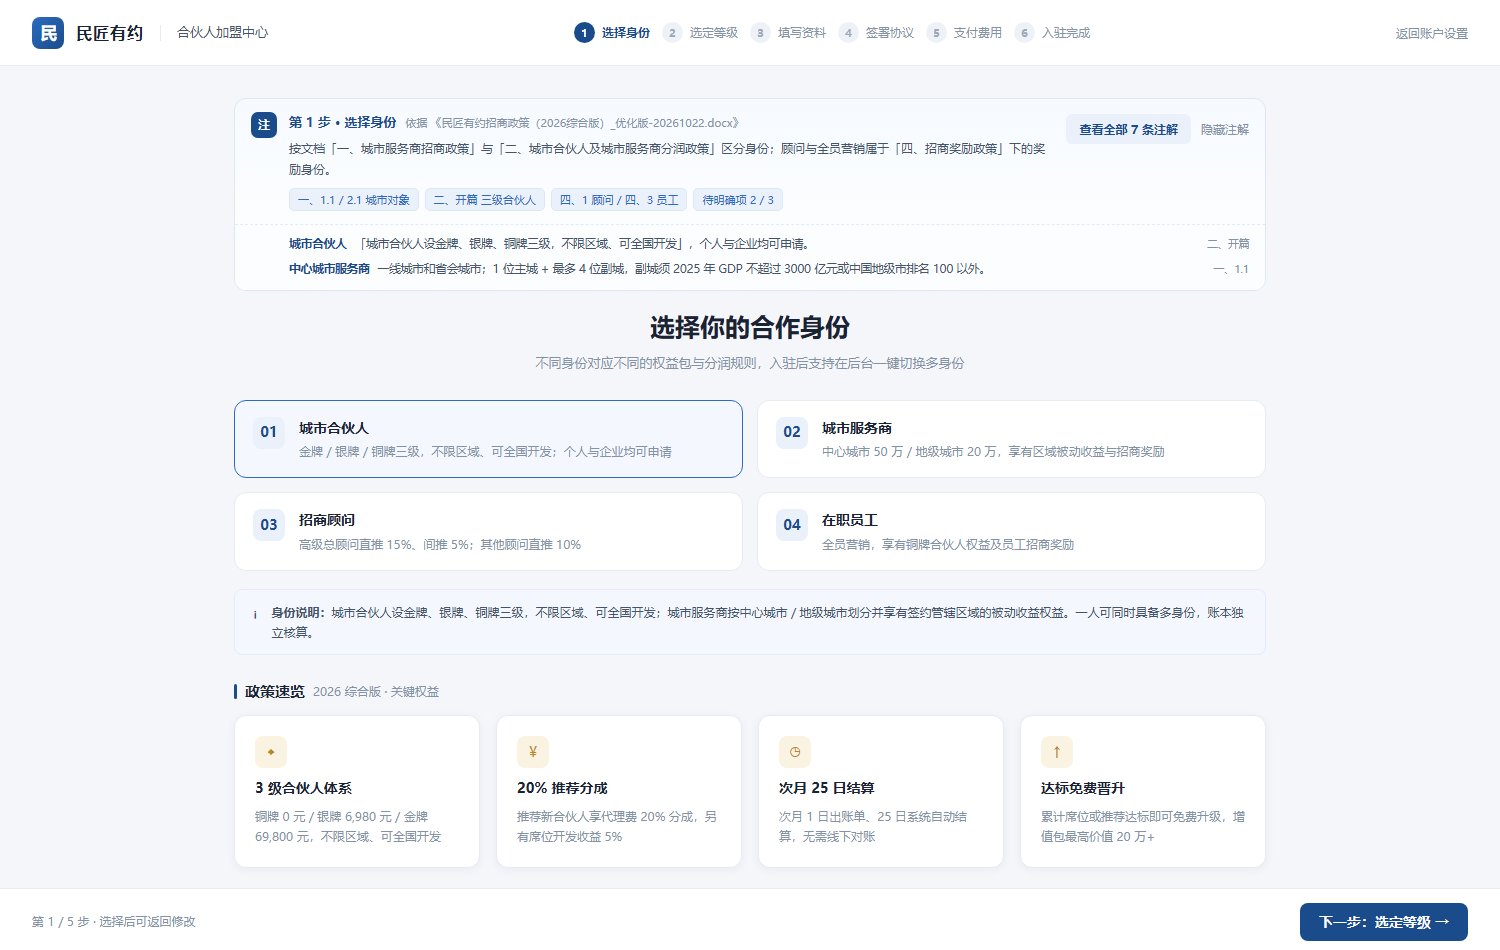 民 民匠有约 合伙人加盟中心
1 选择身份 2 选定等级 3 填写资料 4 签署协议 5 支付费用 6 入驻完成
返回账户设置
注 第 1 步 • 选择身份 依据《民匠有约招商政策（2026综合版）_优化版-20261022.docx》
查看全部 7 条注解 隐藏注解
按文档「一、城市服务商招商政策」与「二、城市合伙人及城市服务商分润政策」区分身份；顾问与全员营销属于「四、招商奖励政策」下的奖
励身份。
一、1.1 / 2.1 城市对象 二、开篇 三级合伙人 四、1 顾问 / 四、3 员工 待明确项 2 / 3
城市合伙人 「城市合伙人设金牌、银牌、铜牌三级，不限区域、可全国开发」，个人与企业均可申请。 二、开篇
中心城市服务商 一线城市和省会城市；1 位主城 + 最多 4 位副城，副城须 2025 年 GDP 不超过 3000 亿元或中国地级市排名 100 以外。 一、1.1
选择你的合作身份
不同身份对应不同的权益包与分润规则，入驻后支持在后台一键切换多身份
01 城市合伙人
金牌 / 银牌 / 铜牌三级，不限区域、可全国开发；个人与企业均可申请
02 城市服务商
中心城市 50 万 / 地级城市 20 万，享有区域被动收益与招商奖励
03 招商顾问
高级总顾问直推 15%、间推 5%；其他顾问直推 10%
04 在职员工
全员营销，享有铜牌合伙人权益及员工招商奖励
i 身份说明：城市合伙人设金牌、银牌、铜牌三级，不限区域、可全国开发；城市服务商按中心城市 / 地级城市划分并享有签约管辖区域的被动收益权益。一人可同时具备多身份，账本独
立核算。
政策速览 2026 综合版 · 关键权益
✦
3 级合伙人体系
铜牌 0 元 / 银牌 6,980 元 / 金牌
69,800 元，不限区域、可全国开发
¥
20% 推荐分成
推荐新合伙人享代理费 20% 分成，另
有席位开发收益 5%
◷
次月 25 日结算
次月 1 日出账单、25 日系统自动结
算，无需线下对账
↑
达标免费晋升
累计席位或推荐达标即可免费升级，增
值包最高价值 20 万+
第 1 / 5 步 · 选择后可返回修改
下一步：选定等级 →